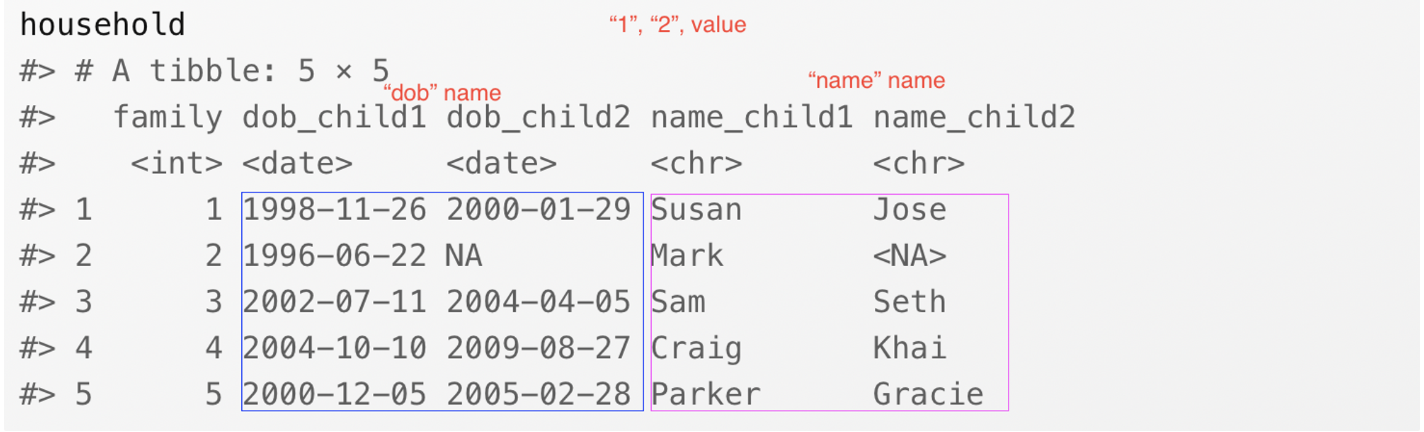 household
“1”, “2”, value
#> # A tibble: 5 × 5
“dob” name
“name” name
#>   family dob_child1 dob_child2 name_child1 name_child2
#>    <int> <date>     <date>     <chr>       <chr>
#> 1      1 1998-11-26 2000-01-29 Susan       Jose
#> 2      2 1996-06-22 NA         Mark        <NA>
#> 3      3 2002-07-11 2004-04-05 Sam         Seth
#> 4      4 2004-10-10 2009-08-27 Craig       Khai
#> 5      5 2000-12-05 2005-02-28 Parker      Gracie